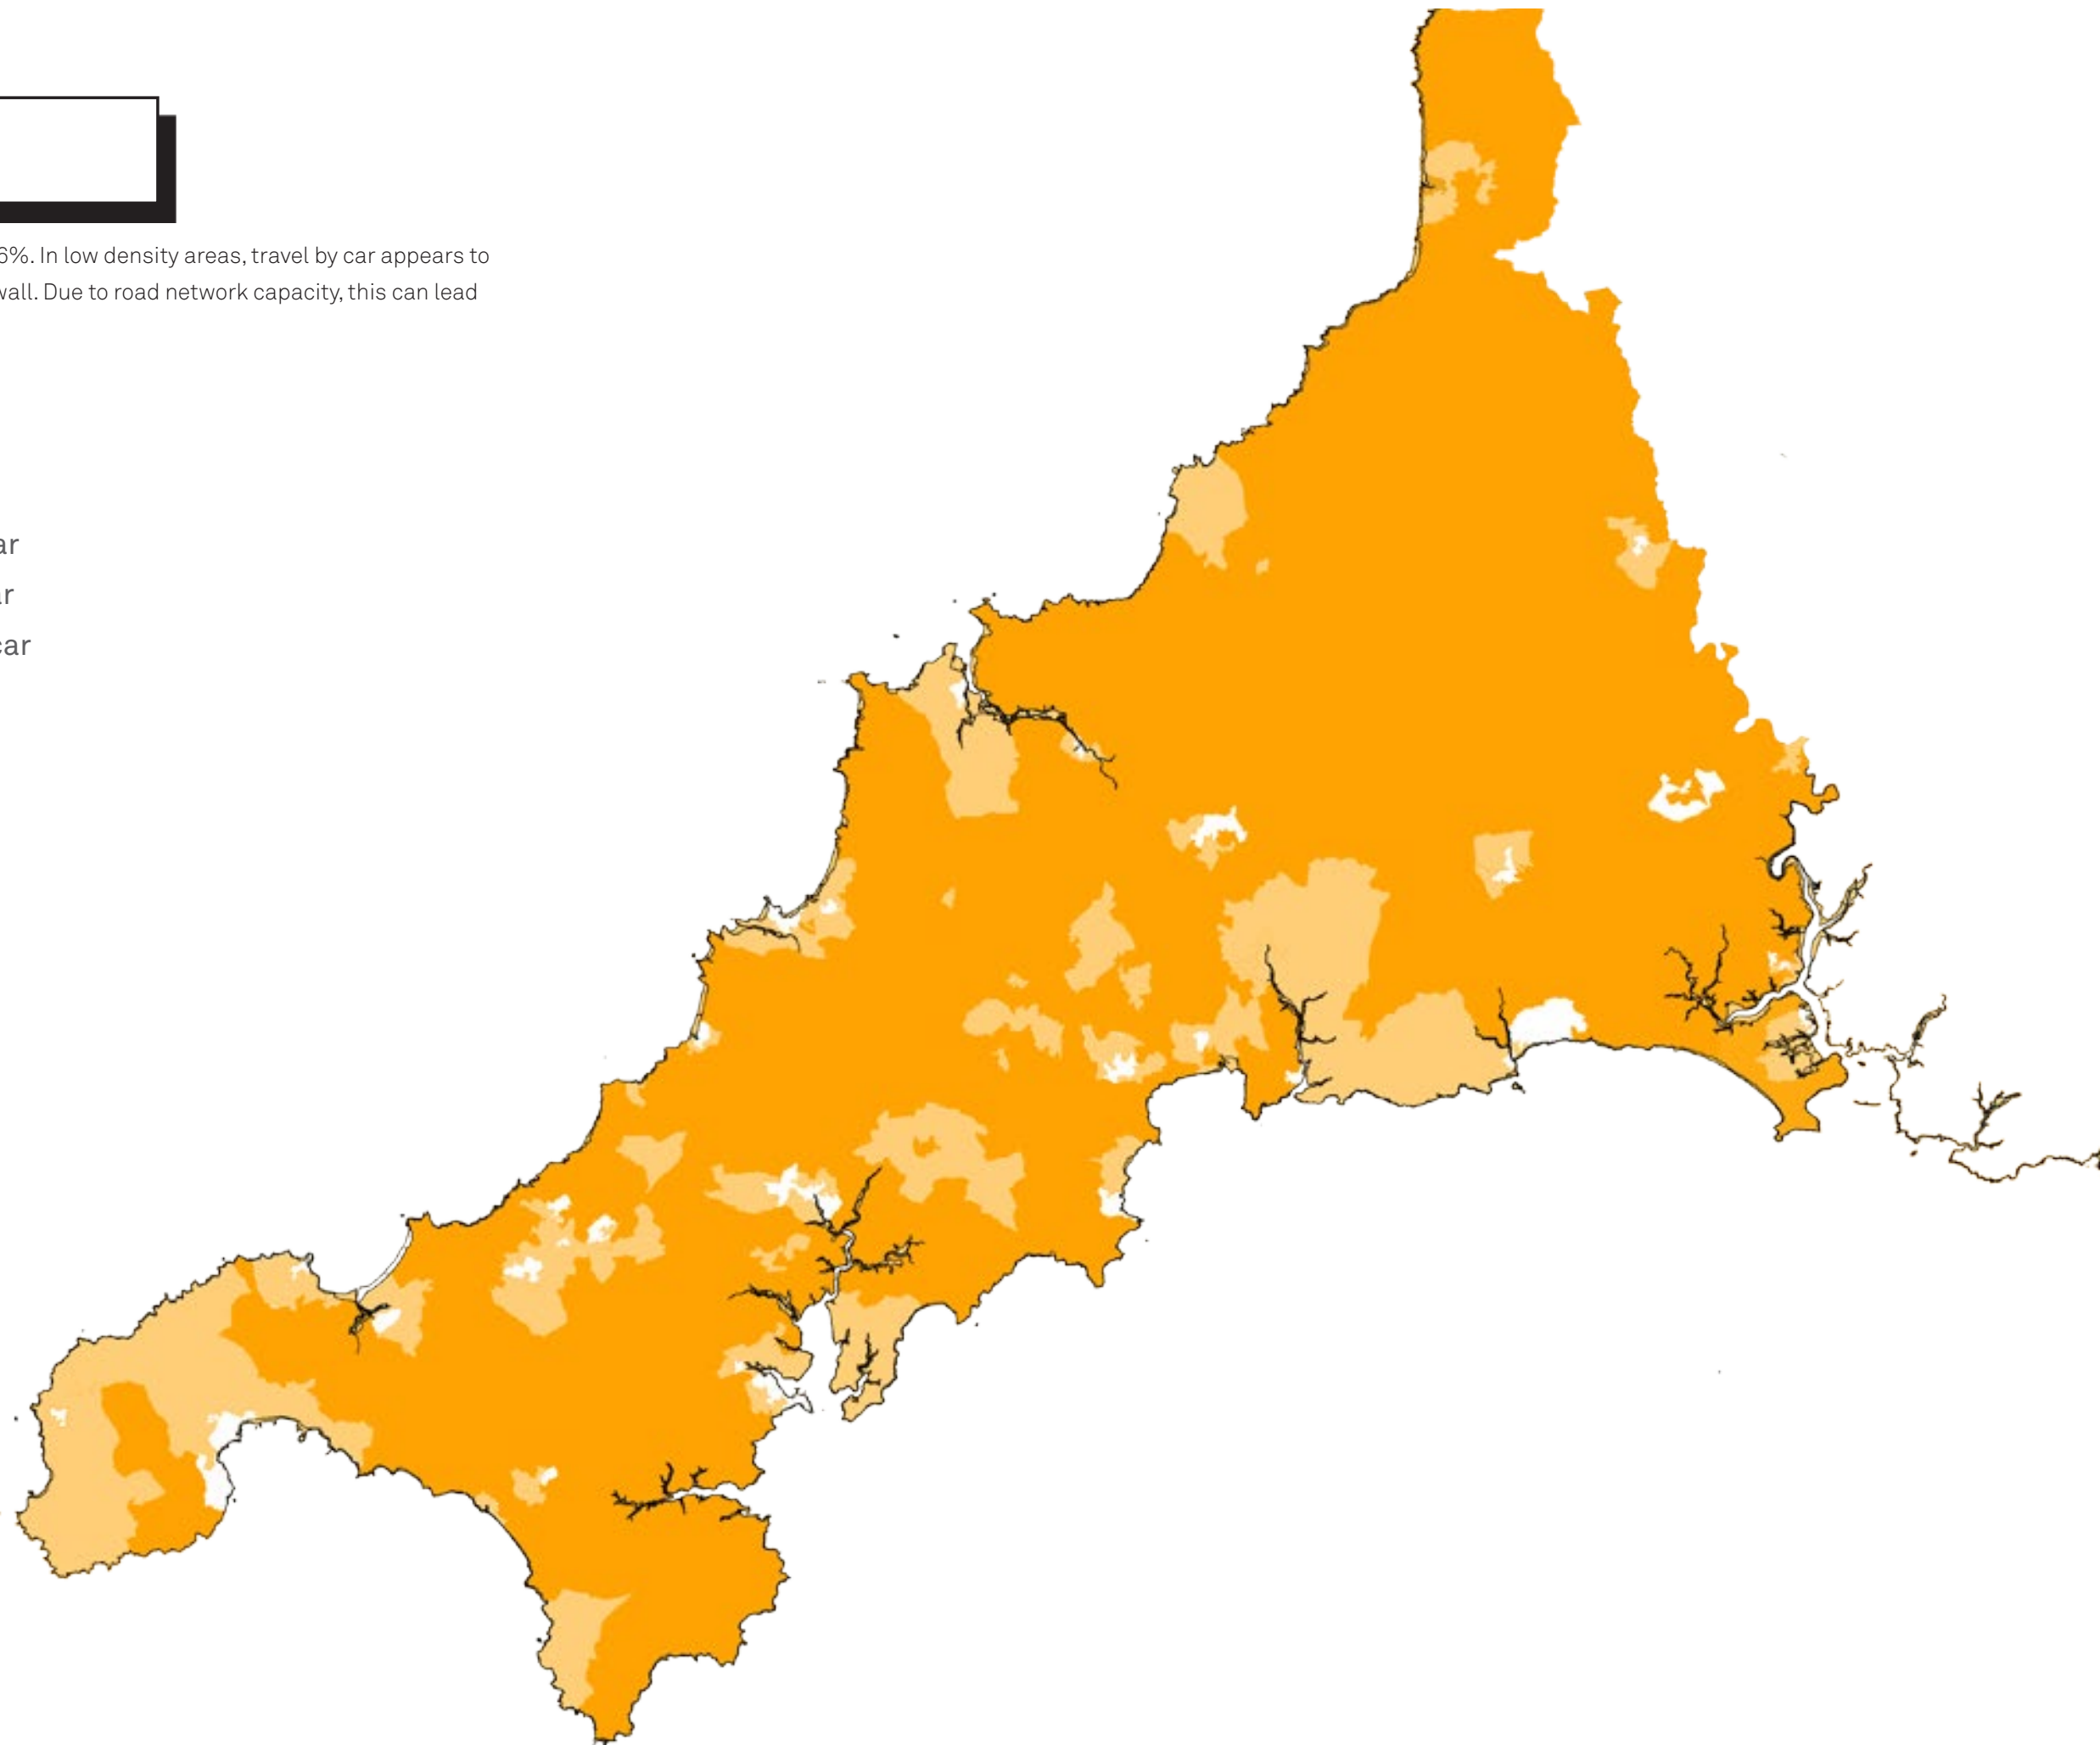 6%. In low density areas, travel by car appears to
wall. Due to road network capacity, this can lead
ar
ar
car